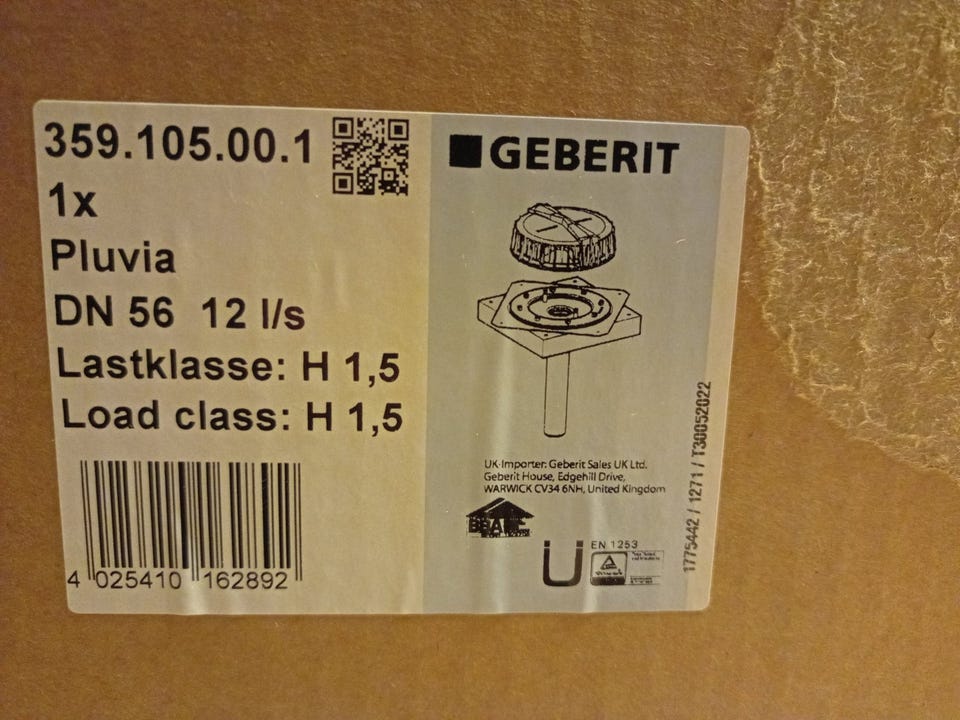 359.105.00.1
1x
Pluvia
DN 56 12 l/s
Lastklasse: H 1,5
Load class: H 1,5
4 025410 162892
GEBERIT
UK-Importer: Geberit Sales UK Ltd.
Geberit House, Edgehill Drive,
WARWICK CV34 6NH, United Kingdom
BBA
Ü
EN 1253
1775442 / 1271 / T30052022